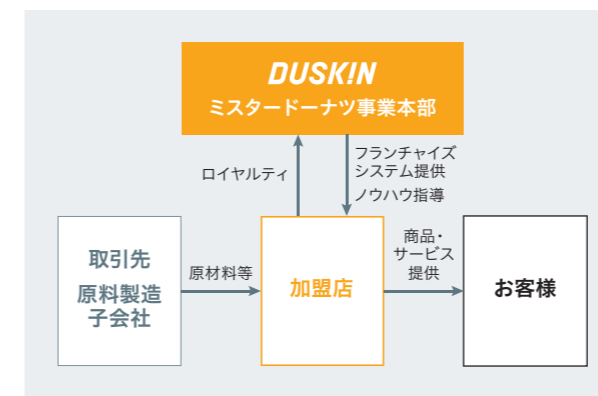 DUSK!N
ミスタードーナツ事業本部
ロイヤルティ
フランチャイズ
システム提供
ノウハウ指導
取引先
原料製造
子会社
原材料等
加盟店
商品・
サービス
提供
お客様